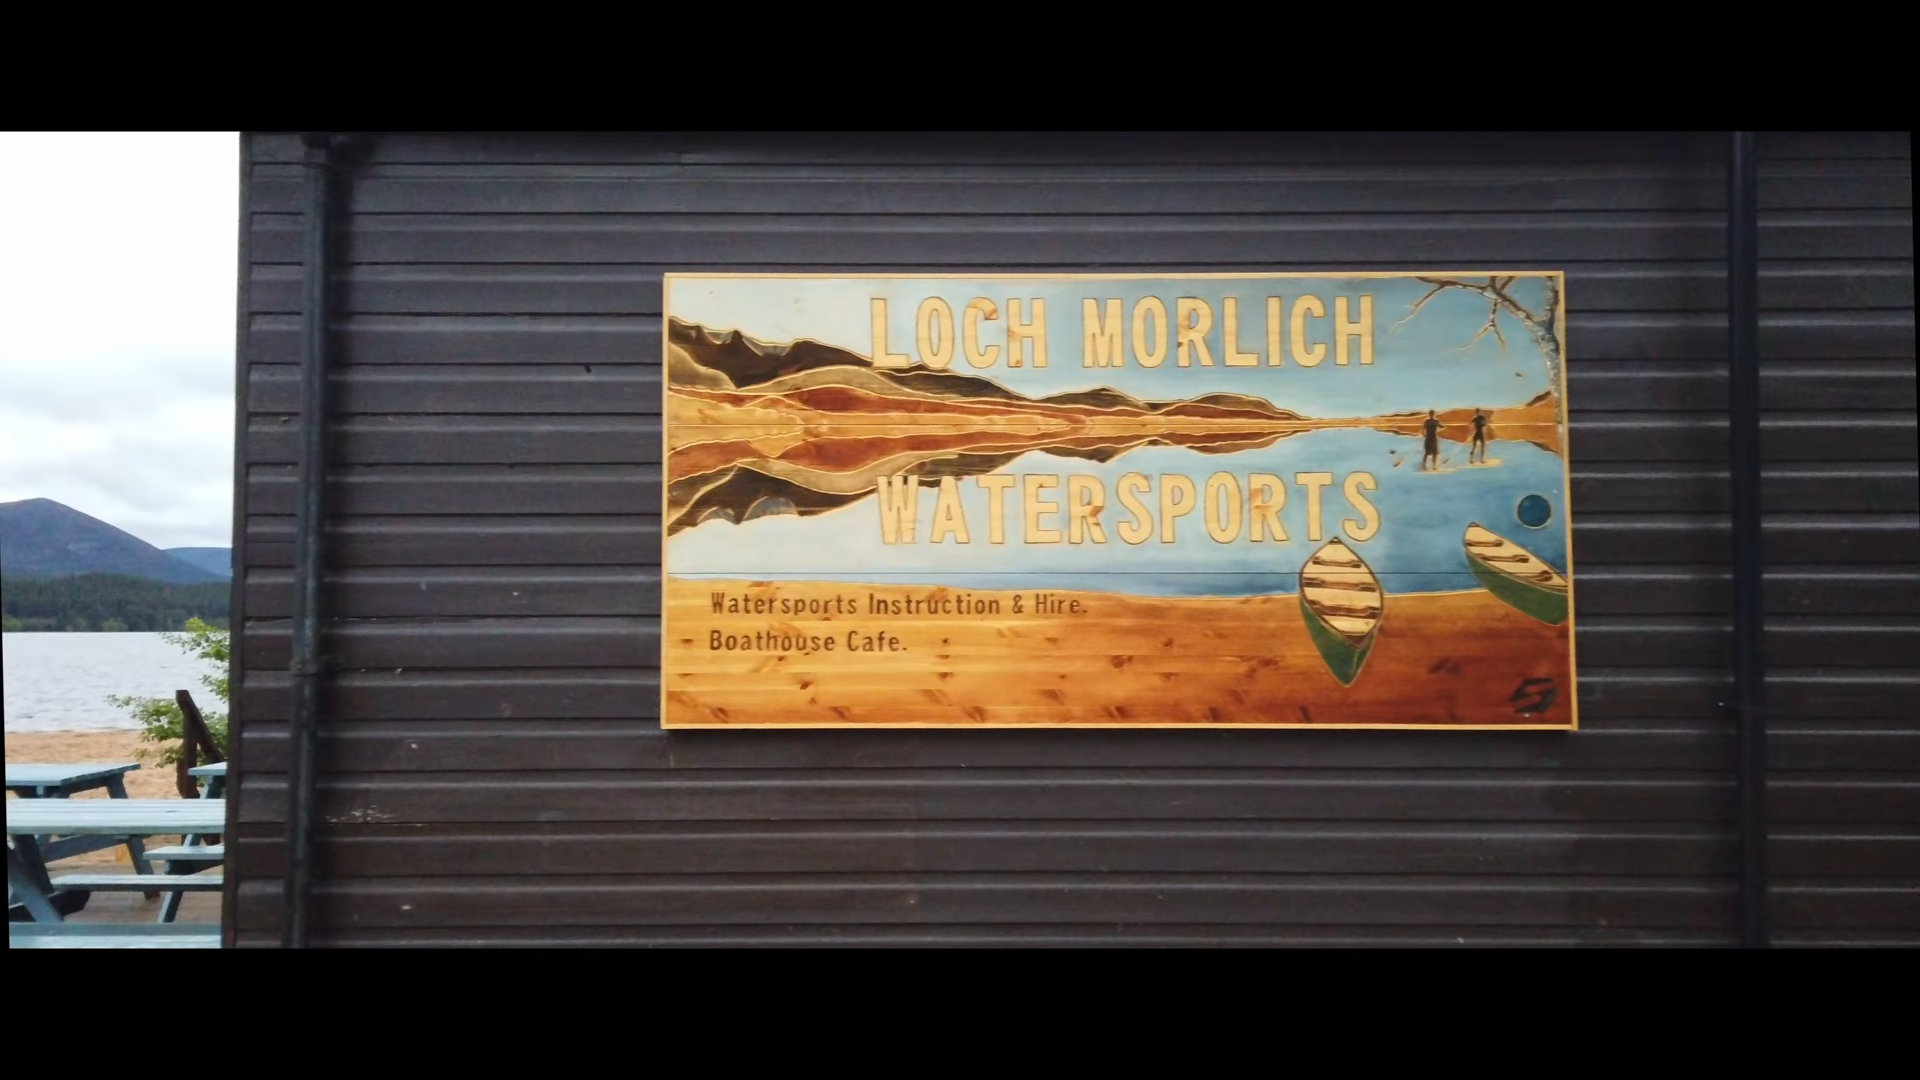 LOCH MORLICH
WATERSPORTS
Watersports Instruction & Hire.
Boathouse Cafe.